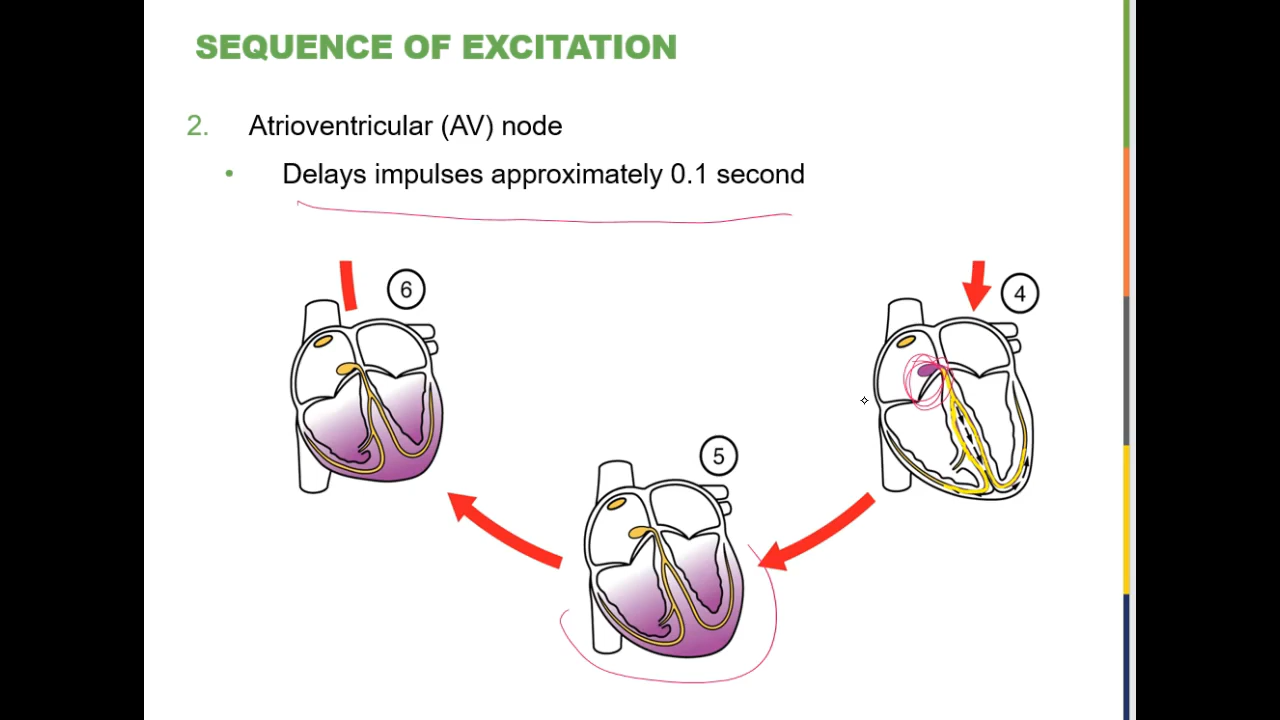 SEQUENCE OF EXCITATION
2. Atrioventricular (AV) node
• Delays impulses approximately 0.1 second
6
4
5